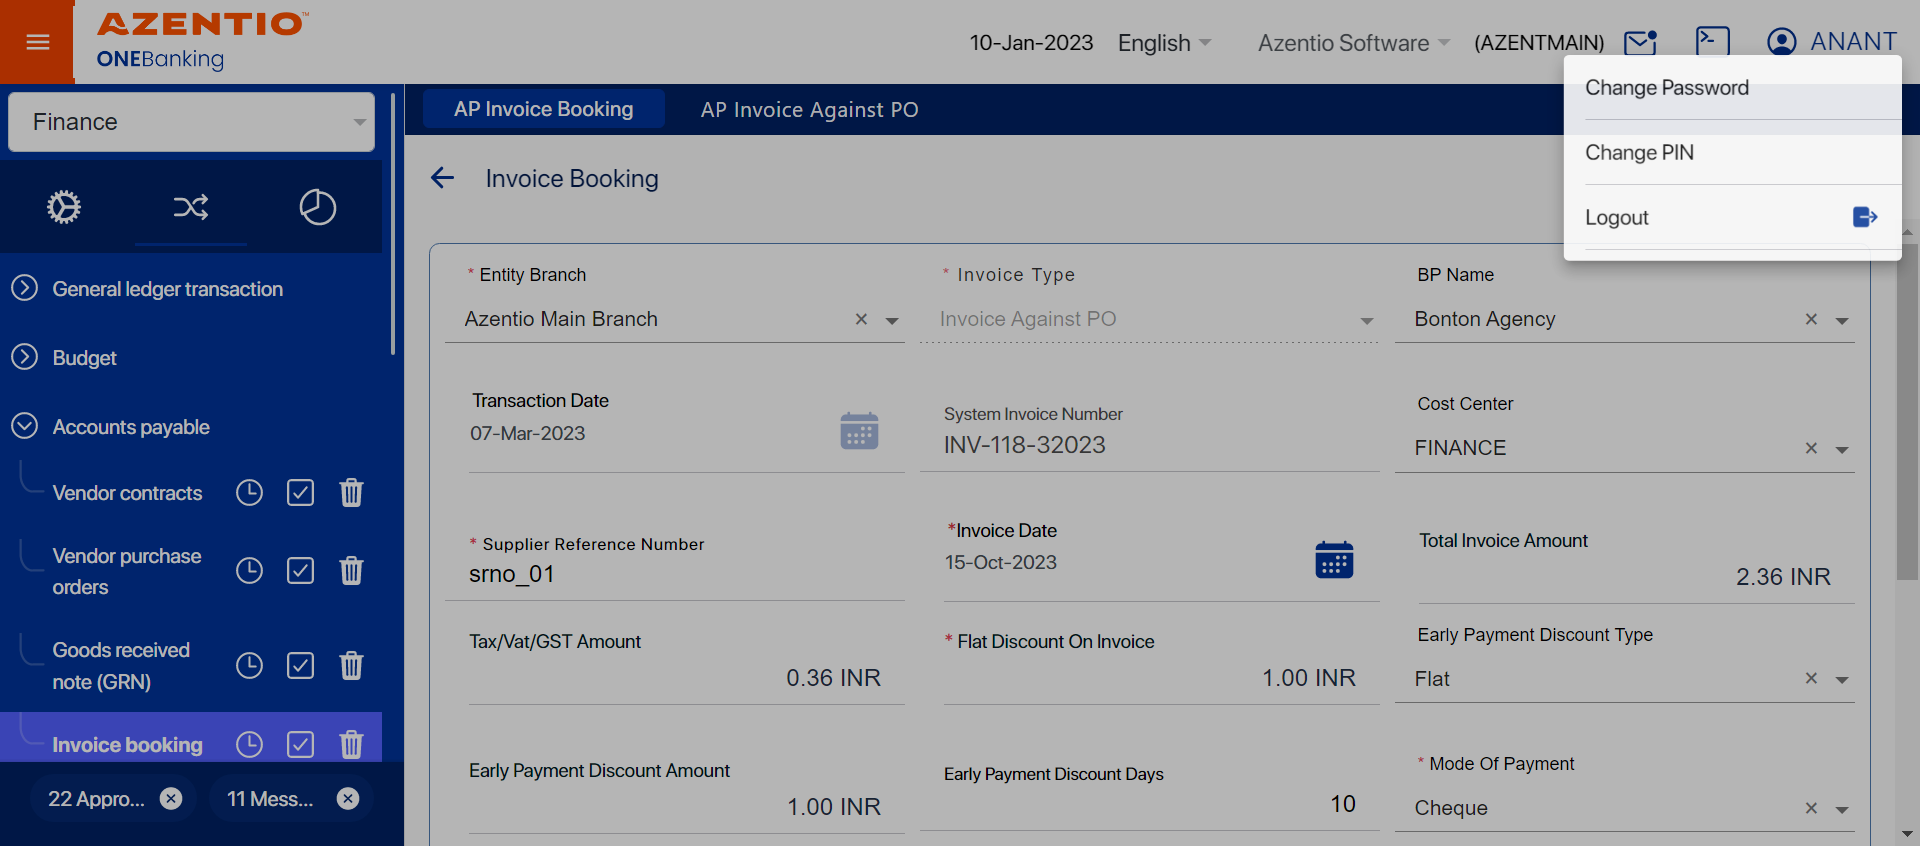 AZENTIO™
ONEBanking
10-Jan-2023
English
Azentio Software
(AZENTMAIN)
ANANT
Change Password
Change PIN
Logout
Finance
General ledger transaction
Budget
Accounts payable
Vendor contracts
Vendor purchase
orders
Goods received
note (GRN)
Invoice booking
22 Appro...
11 Mess...
AP Invoice Booking
AP Invoice Against PO
Invoice Booking
* Entity Branch
Azentio Main Branch
* Invoice Type
Invoice Against PO
BP Name
Bonton Agency
Transaction Date
07-Mar-2023
System Invoice Number
INV-118-32023
Cost Center
FINANCE
* Supplier Reference Number
srno_01
*Invoice Date
15-Oct-2023
Total Invoice Amount
2.36 INR
Tax/Vat/GST Amount
0.36 INR
* Flat Discount On Invoice
1.00 INR
Early Payment Discount Type
Flat
Early Payment Discount Amount
1.00 INR
Early Payment Discount Days
10
* Mode Of Payment
Cheque